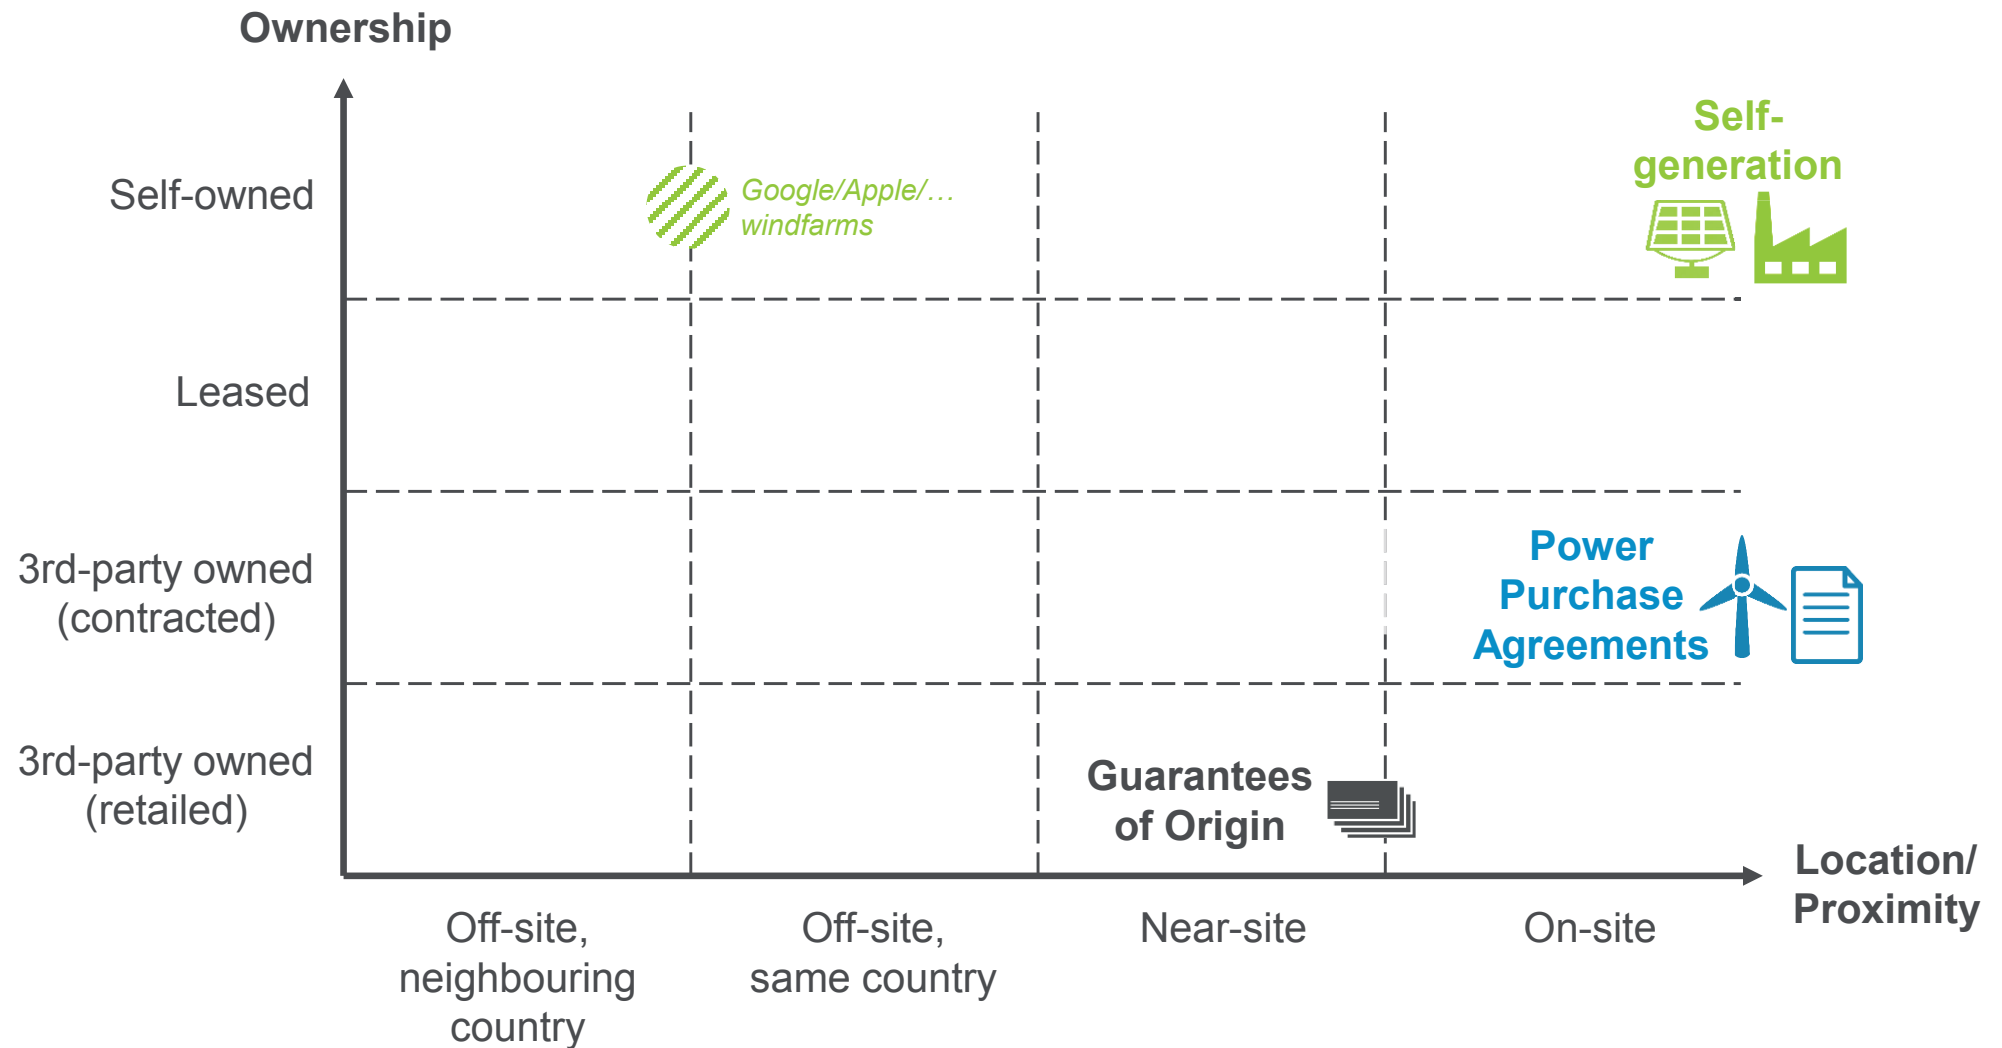 Ownership
Self-owned
Google/Apple/…
windfarms
Self-
generation
Leased
3rd-party owned
(contracted)
Power
Purchase
Agreements
3rd-party owned
(retailed)
Guarantees
of Origin
Location/
Proximity
Off-site,
neighbouring
country
Off-site,
same country
Near-site
On-site